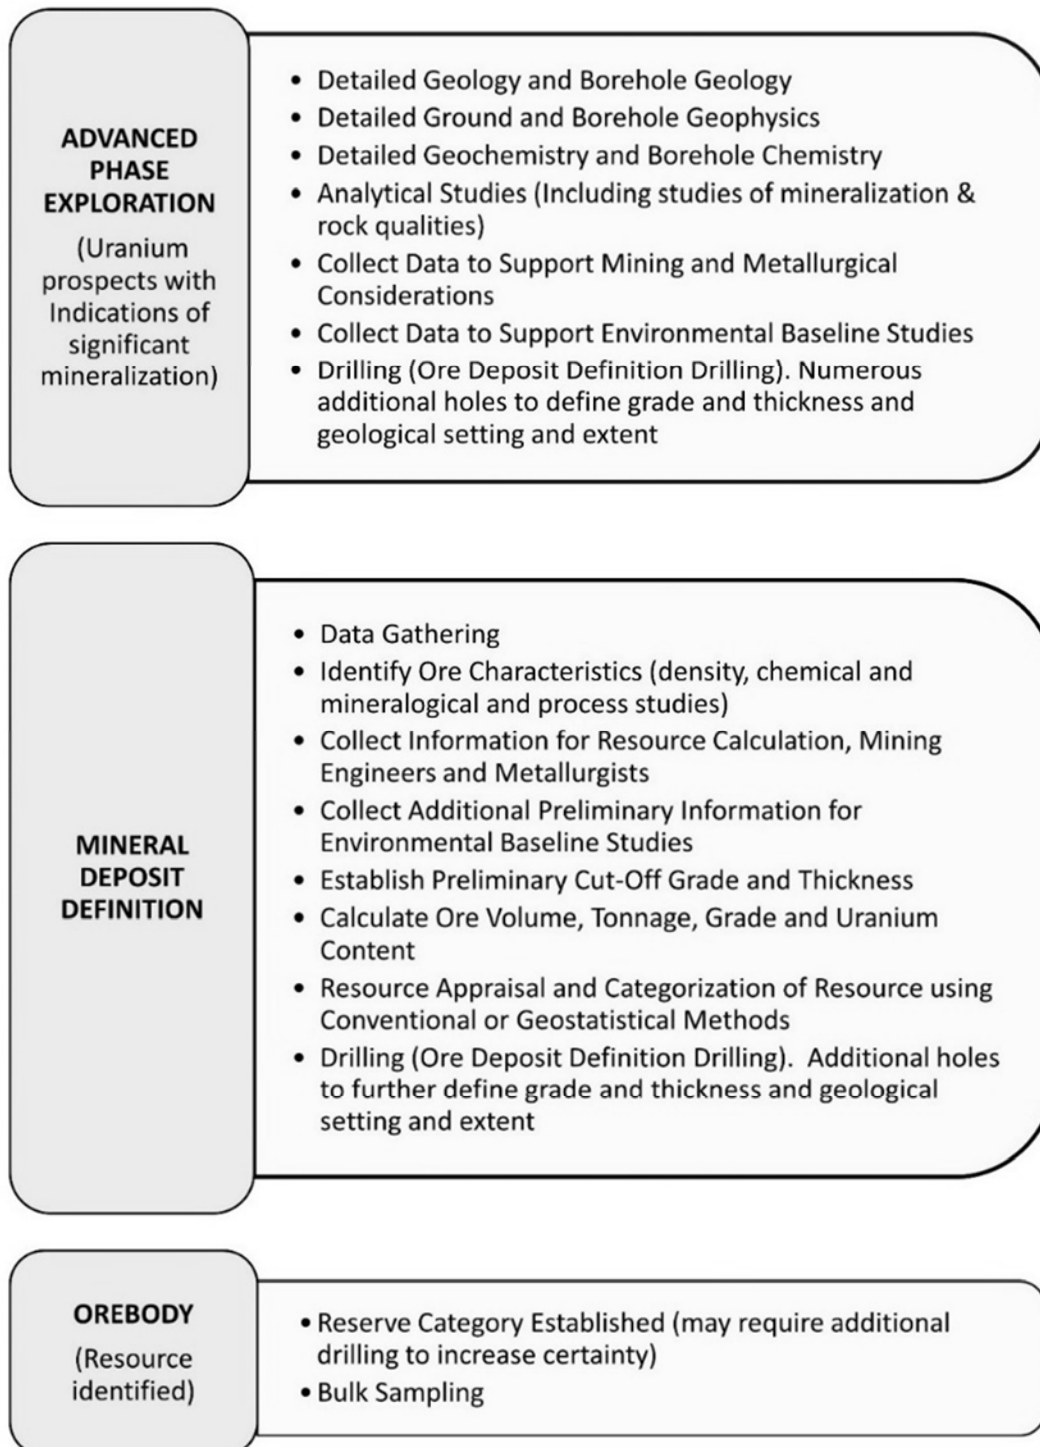 ADVANCED
PHASE
EXPLORATION
(Uranium
prospects with
Indications of
significant
mineralization)
• Detailed Geology and Borehole Geology
• Detailed Ground and Borehole Geophysics
• Detailed Geochemistry and Borehole Chemistry
• Analytical Studies (Including studies of mineralization &
rock qualities)
• Collect Data to Support Mining and Metallurgical
Considerations
• Collect Data to Support Environmental Baseline Studies
• Drilling (Ore Deposit Definition Drilling). Numerous
additional holes to define grade and thickness and
geological setting and extent
MINERAL
DEPOSIT
DEFINITION
• Data Gathering
• Identify Ore Characteristics (density, chemical and
mineralogical and process studies)
• Collect Information for Resource Calculation, Mining
Engineers and Metallurgists
• Collect Additional Preliminary Information for
Environmental Baseline Studies
• Establish Preliminary Cut-Off Grade and Thickness
• Calculate Ore Volume, Tonnage, Grade and Uranium
Content
• Resource Appraisal and Categorization of Resource using
Conventional or Geostatistical Methods
• Drilling (Ore Deposit Definition Drilling). Additional holes
to further define grade and thickness and geological
setting and extent
OREBODY
(Resource
identified)
• Reserve Category Established (may require additional
drilling to increase certainty)
• Bulk Sampling